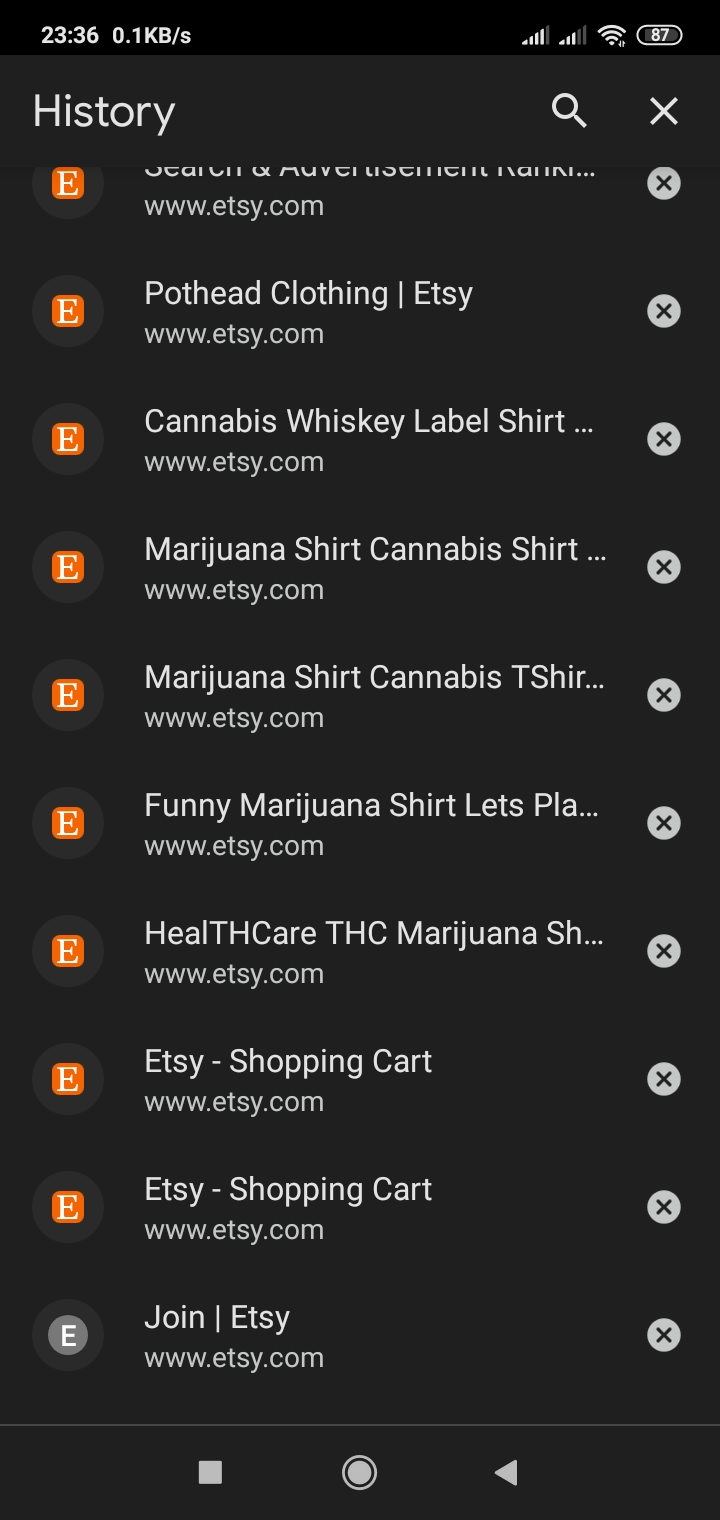 23:36 0.1KB/s 87
History
Search & Advertisement Ranki...
www.etsy.com
Pothead Clothing | Etsy
www.etsy.com
Cannabis Whiskey Label Shirt ...
www.etsy.com
Marijuana Shirt Cannabis Shirt ...
www.etsy.com
Marijuana Shirt Cannabis TShir...
www.etsy.com
Funny Marijuana Shirt Lets Pla...
www.etsy.com
HealTHCare THC Marijuana Sh...
www.etsy.com
Etsy - Shopping Cart
www.etsy.com
Etsy - Shopping Cart
www.etsy.com
E
Join | Etsy
www.etsy.com